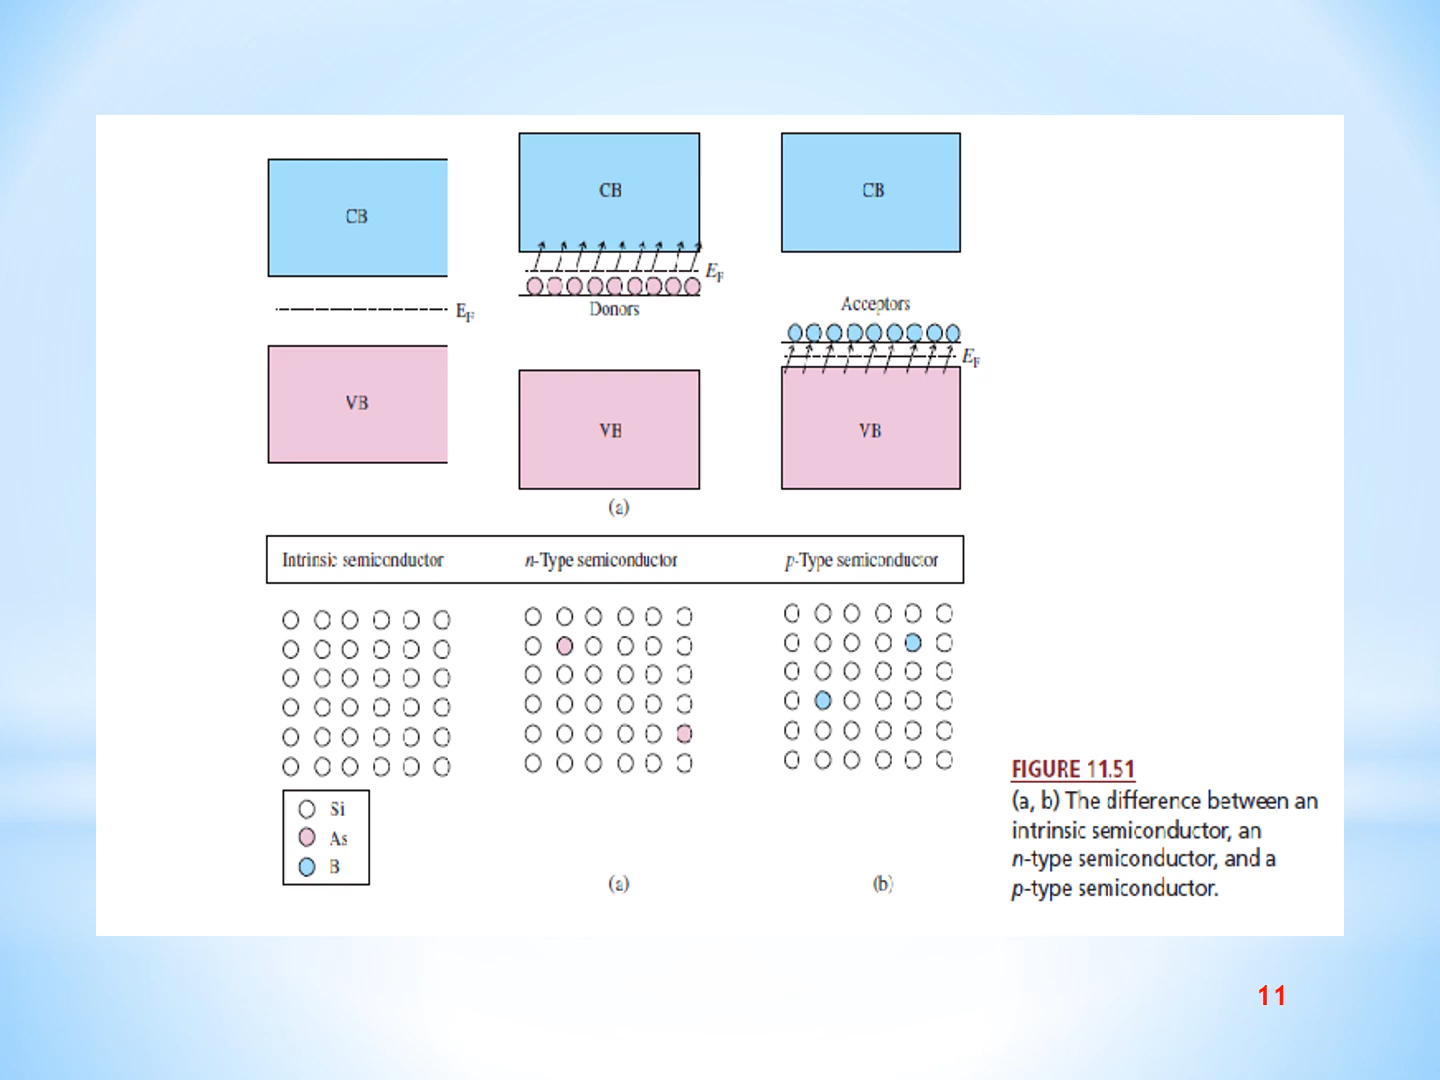 CB
CB
CB
E_F
Donors
E_F
Acceptors
E_F
VB
VB
VB
(a)
Intrinsic semiconductor
n-Type semiconductor
p-Type semiconductor
Si
As
B
(a)
(b)
FIGURE 11.51
(a, b) The difference between an
intrinsic semiconductor, an
n-type semiconductor, and a
p-type semiconductor.
11